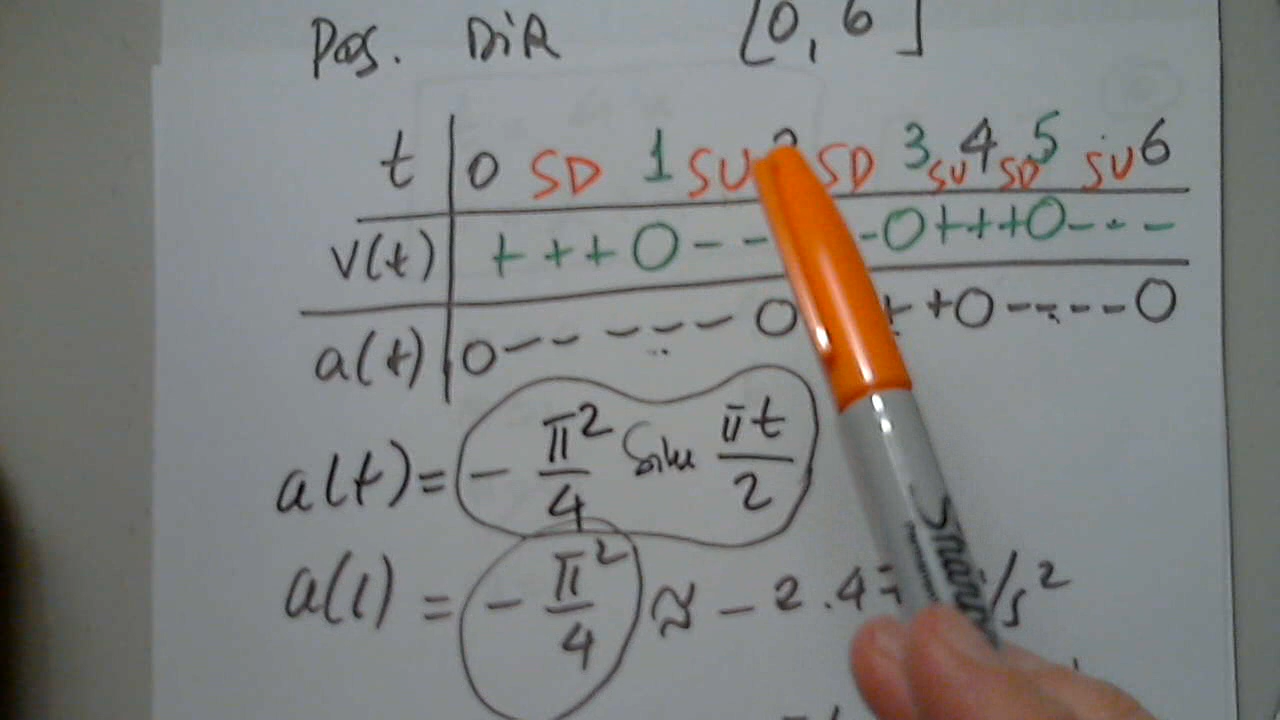 Pos. DiR [0, 6]
t 0 SD 1 SU SD 3 SU 4 SD 5 SU 6
v(t) + + + 0 - - - 0 + + + 0 - - -
a(t) 0 - - - - - - 0 + + 0 - - - - - 0
a(t) = - π²/4 Sin πt/2
a(1) = - π²/4 ≈ - 2.4 /s²